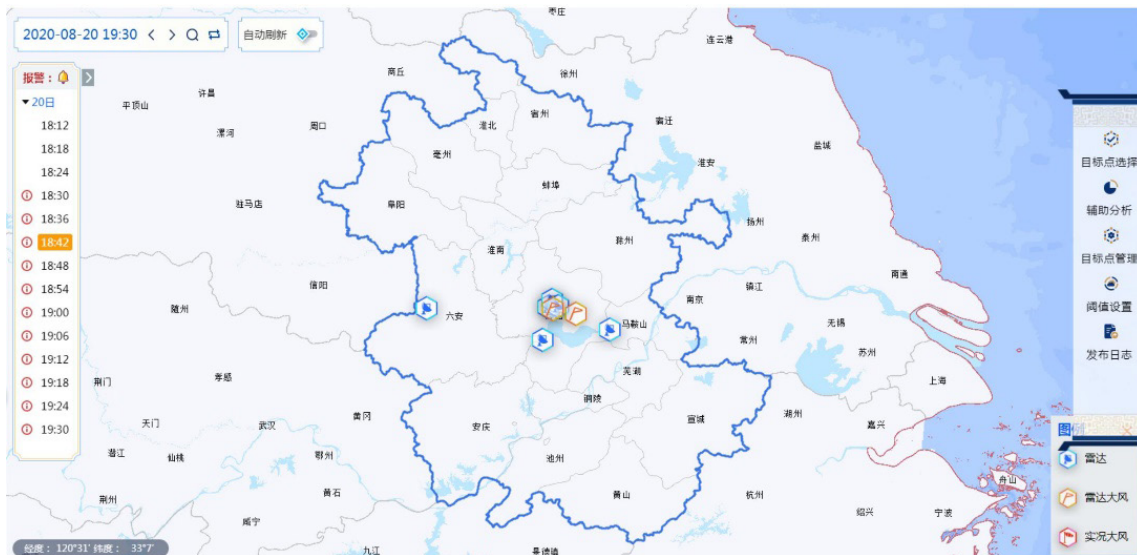 2020-08-20 19:30
自动刷新
报警：
20日
18:12
18:18
18:24
18:30
18:36
18:42
18:48
18:54
19:00
19:06
19:12
19:18
19:24
19:30
枣庄
连云港
商丘
徐州
许昌
平顶山
宿州
漯河
周口
淮北
宿迁
盐城
亳州
淮安
蚌埠
驻马店
阜阳
扬州
滁州
泰州
淮南
南通
信阳
镇江
南京
随州
六安
马鞍山
无锡
常州
苏州
芜湖
上海
荆门
孝感
铜陵
湖州
黄冈
宣城
天门
武汉
安庆
嘉兴
潜江
仙桃
鄂州
池州
舟山
荆州
黄石
黄山
杭州
绍兴
宁波
咸宁
九江
景德镇
目标点选择
辅助分析
目标点管理
阈值设置
发布日志
图例
雷达
雷达大风
实况大风
经度： 120°31' 纬度： 33°7'